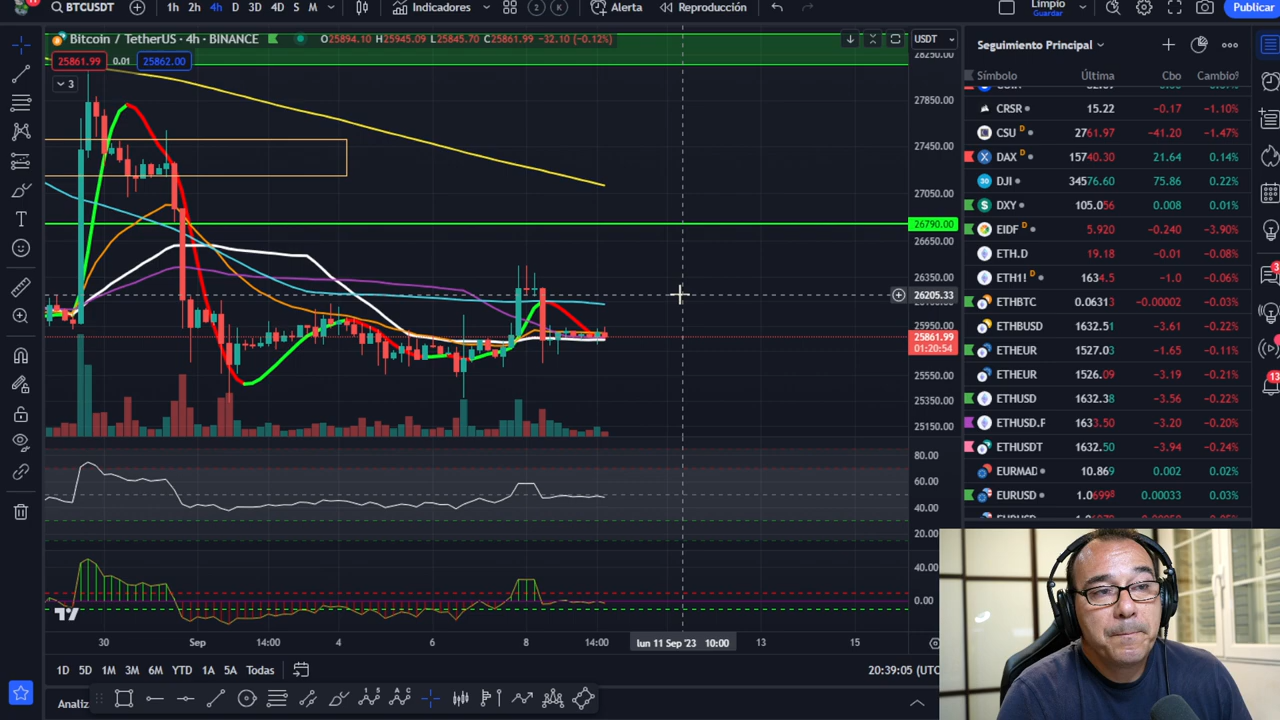 BTCUSDT
1h 2h 4h D 3D 4D S M
Indicadores
2 K
Alerta
Reproducción
Limpio
Guardar
Publicar
Bitcoin / TetherUS · 4h · BINANCE
O25894.10 H25945.09 L25845.70 C25861.99 −32.10 (−0.12%)
25861.99 0.01 25862.00
3
USDT
28250.00
27850.00
27450.00
27050.00
26790.00
26650.00
26350.00
26205.33
25950.00
25861.99
01:20:54
25550.00
25350.00
25150.00
80.00
60.00
40.00
20.00
40.00
0.00
30 Sep 14:00 4 6 8 14:00 lun 11 Sep '23 10:00 13 15
1D 5D 1M 3M 6M YTD 1A 5A Todas
20:39:05 (UTC
Analiz
Seguimiento Principal
Símbolo Última Cbo Cambio%
CRSR 15.22 −0.17 −1.10%
CSU D 2761.97 −41.20 −1.47%
DAX D 15740.30 21.64 0.14%
DJI 34576.60 75.86 0.22%
DXY 105.056 0.008 0.01%
EIDF D 5.920 −0.240 −3.90%
ETH.D 19.18 −0.01 −0.08%
ETH1! D 1634.5 −1.0 −0.06%
ETHBTC 0.06313 −0.00002 −0.03%
ETHBUSD 1632.51 −3.61 −0.22%
ETHEUR 1527.03 −1.65 −0.11%
ETHEUR 1526.09 −3.19 −0.21%
ETHUSD 1632.38 −3.56 −0.22%
ETHUSD.F 1633.50 −3.20 −0.20%
ETHUSDT 1632.50 −3.94 −0.24%
EURMAD 10.869 0.002 0.02%
EURUSD 1.06998 0.00033 0.03%